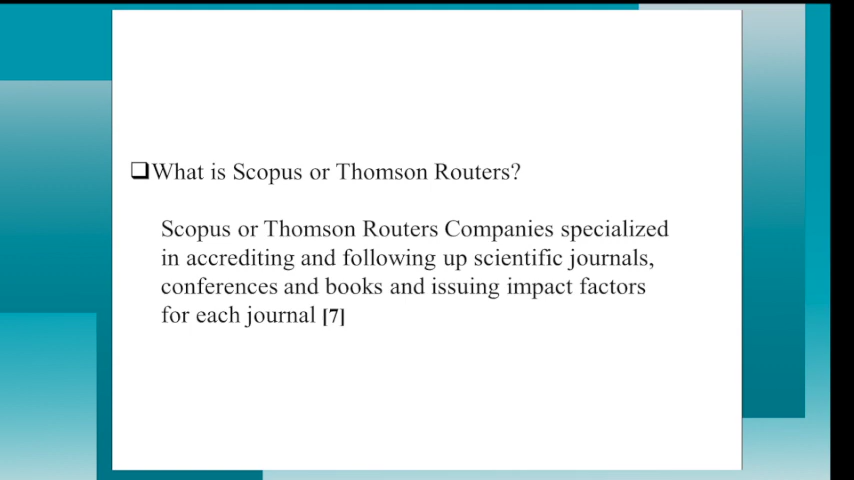 ❑What is Scopus or Thomson Routers?
Scopus or Thomson Routers Companies specialized
in accrediting and following up scientific journals,
conferences and books and issuing impact factors
for each journal [7]